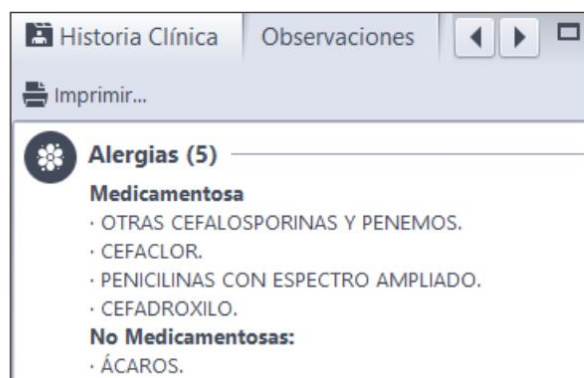 Historia Clínica Observaciones
Imprimir...
Alergias (5)
Medicamentosa
· OTRAS CEFALOSPORINAS Y PENEMOS.
· CEFACLOR.
· PENICILINAS CON ESPECTRO AMPLIADO.
· CEFADROXILO.
No Medicamentosas:
· ÁCAROS.